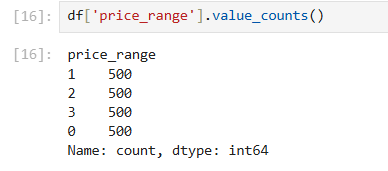 [16]: df['price_range'].value_counts()
[16]: price_range
1    500
2    500
3    500
0    500
Name: count, dtype: int64